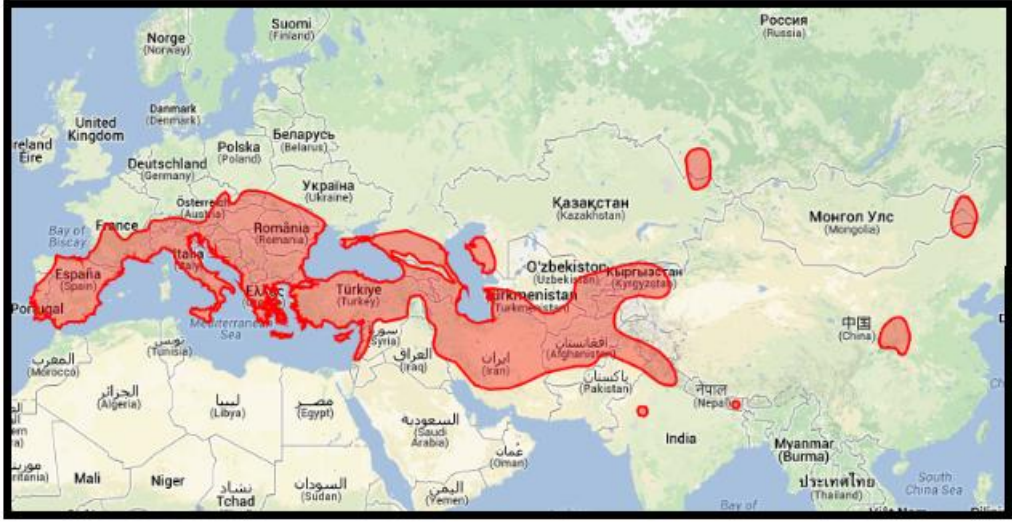 Suomi
(Finland)
Россия
(Russia)
Norge
(Norway)
Danmark
(Denmark)
United
Kingdom
reland
Éire
Беларусь
(Belarus)
Polska
(Poland)
Deutschland
(Germany)
Україна
(Ukraine)
Österreich
(Austria)
Қазақстан
(Kazakhstan)
Монгол Улс
(Mongolia)
France
Bay of
Biscay
România
(Romania)
Italia
(Italy)
España
(Spain)
Portugal
O'zbekiston
(Uzbekistan)
Кыргызстан
(Kyrgyzstan)
Türkiye
(Turkey)
Türkmenistan
(Turkmenistan)
中国
(China)
Mediterranean
Sea
تونس
(Tunisia)
سوريا
(Syria)
العراق
(Iraq)
ایران
(Iran)
افغانستان
(Afghanistan)
المغرب
(Morocco)
پاکستان
(Pakistan)
नेपाल
(Nepal)
الجزائر
(Algeria)
ليبيا
(Libya)
مصر
(Egypt)
السعودية
(Saudi
Arabia)
عُمان
(Oman)
India
Myanmar
(Burma)
Mali
Niger
تشاد
Tchad
السودان
(Sudan)
اليمن
(Yemen)
ประเทศไทย
(Thailand)
South
China Sea
Bay of